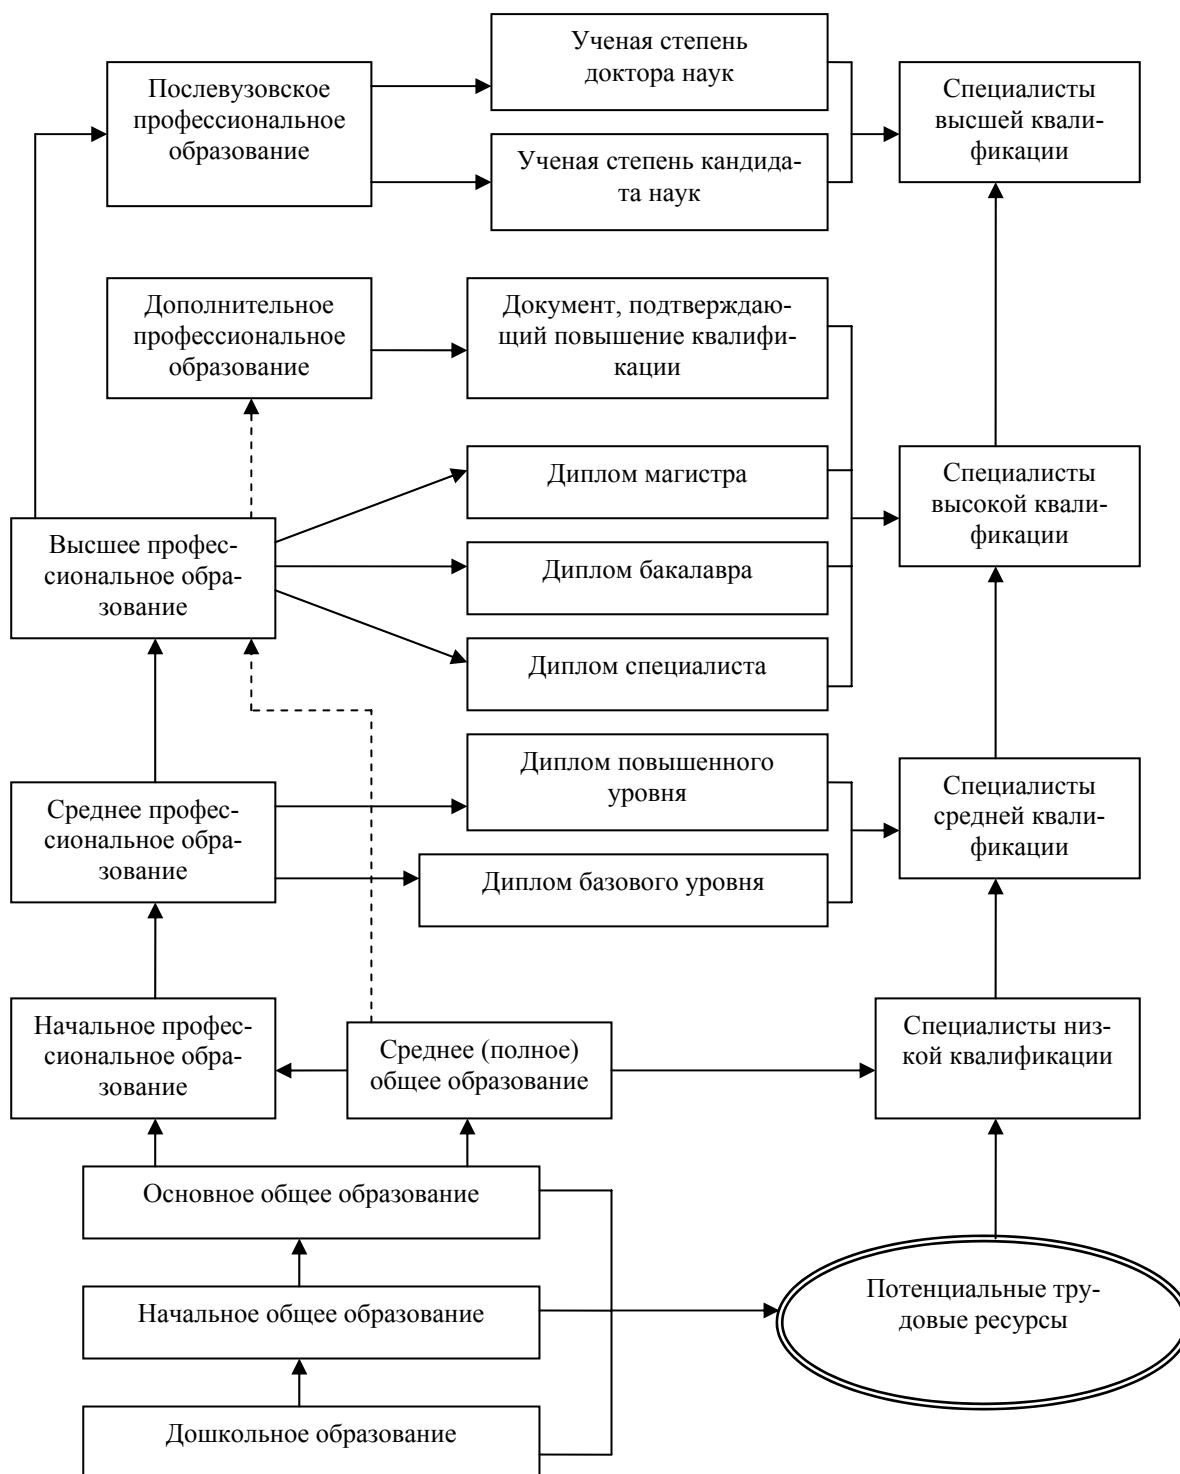 Ученая степень
доктора наук
Послевузовское
профессиональное
образование
Специалисты
высшей квали-
фикации
Ученая степень кандида-
та наук
Дополнительное
профессиональное
образование
Документ, подтверждаю-
щий повышение квалифи-
кации
Диплом магистра
Специалисты
высокой квали-
фикации
Высшее профес-
сиональное обра-
зование
Диплом бакалавра
Диплом специалиста
Диплом повышенного
уровня
Специалисты
средней квали-
фикации
Среднее профес-
сиональное обра-
зование
Диплом базового уровня
Начальное профес-
сиональное обра-
зование
Среднее (полное)
общее образование
Специалисты низ-
кой квалификации
Основное общее образование
Потенциальные тру-
довые ресурсы
Начальное общее образование
Дошкольное образование